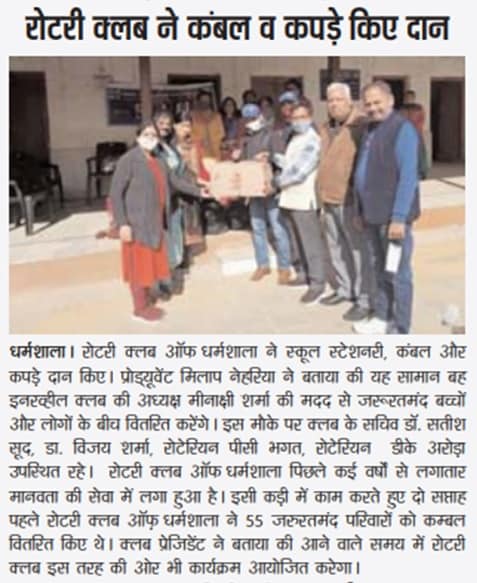 रोटरी क्लब ने कंबल व कपड़े किए दान
धर्मशाला। रोटरी क्लब ऑफ धर्मशाला ने स्कूल स्टेशनरी, कंबल और
कपड़े दान किए। प्रोड्यूवेंट मिलाप नेहरिया ने बताया की यह सामान बह
इनरव्हील क्लब की अध्यक्ष मीनाक्षी शर्मा की मदद से जरूरतमंद बच्चों
और लोगों के बीच वितरित करेंगे। इस मौके पर क्लब के सचिव डॉ. सतीश
सूद, डा. विजय शर्मा, रोटेरियन पीसी भगत, रोटेरियन डीके अरोड़ा
उपस्थित रहे। रोटरी क्लब ऑफ धर्मशाला पिछले कई वर्षों से लगातार
मानवता की सेवा में लगा हुआ है। इसी कड़ी में काम करते हुए दो सप्ताह
पहले रोटरी क्लब ऑफ़ धर्मशाला ने 55 जरुरतमंद परिवारों को कम्बल
वितरित किए थे। क्लब प्रेजिडेंट ने बताया की आने वाले समय में रोटरी
क्लब इस तरह की ओर भी कार्यक्रम आयोजित करेगा।